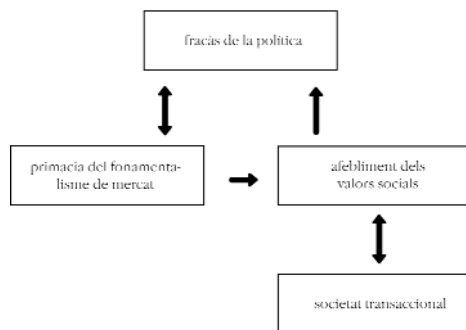 fracàs de la política
primacia del fonamenta-
lisme de mercat
afebliment dels
valors socials
societat transaccional